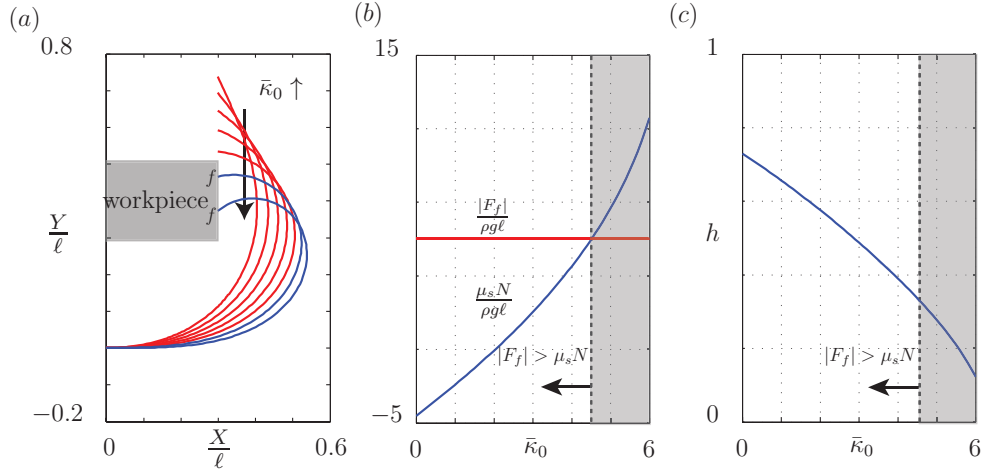 (a)
0.8
κ̄₀ ↑
f
workpiece
f
Y/ℓ
−0.2
0
X/ℓ
0.6
(b)
15
|F_f|/ρgℓ
μ_sN/ρgℓ
|F_f| > μ_sN
−5
0
κ̄₀
6
(c)
1
h
|F_f| > μ_sN
0
0
κ̄₀
6